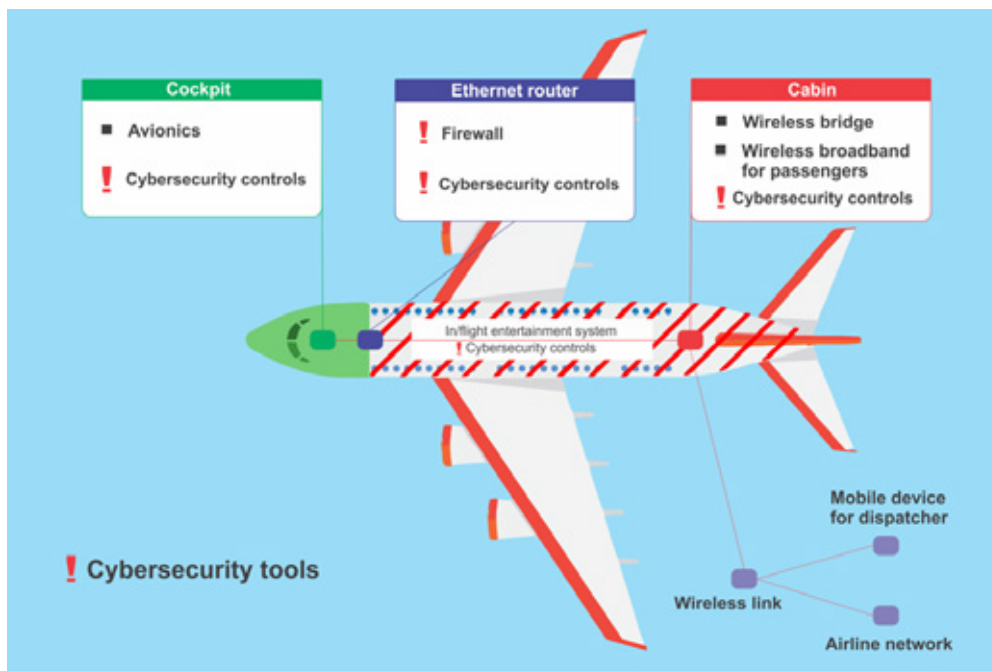 Cockpit
Avionics
Cybersecurity controls
Ethernet router
Firewall
Cybersecurity controls
Cabin
Wireless bridge
Wireless broadband
for passengers
Cybersecurity controls
In/flight entertainment system
Cybersecurity controls
Mobile device
for dispatcher
Cybersecurity tools
Wireless link
Airline network